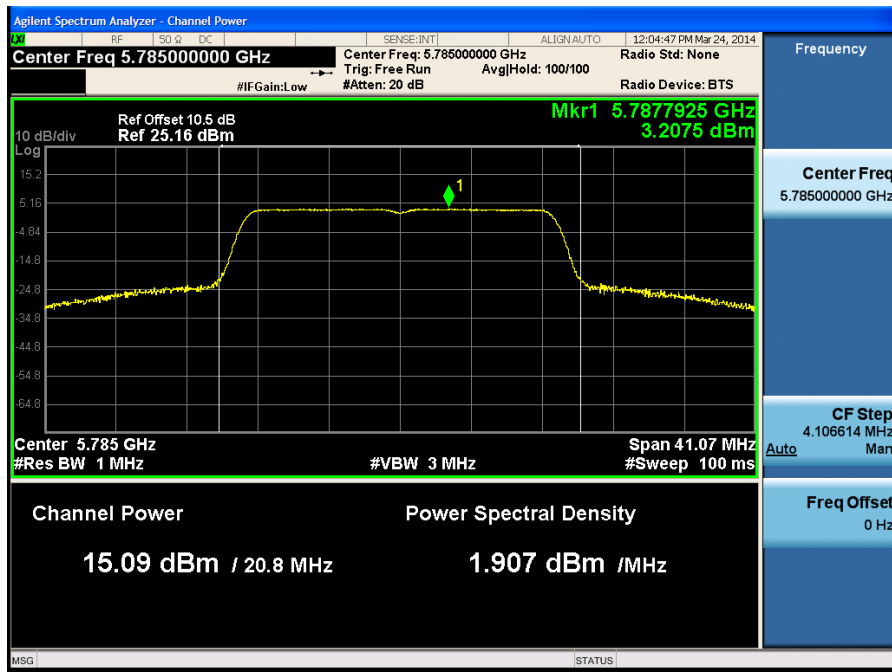 Agilent Spectrum Analyzer - Channel Power
LXI RF 50 Ω DC SENSE:INT ALIGN AUTO 12:04:47 PM Mar 24, 2014
Center Freq 5.785000000 GHz
Center Freq: 5.785000000 GHz
Radio Std: None
Trig: Free Run Avg|Hold: 100/100
#IFGain:Low
#Atten: 20 dB
Radio Device: BTS
Mkr1 5.7877925 GHz
3.2075 dBm
Ref Offset 10.5 dB
10 dB/div Ref 25.16 dBm
Log
15.2
1
5.16
-4.84
-14.8
-24.8
-34.8
-44.8
-54.8
-64.8
Center 5.785 GHz Span 41.07 MHz
#Res BW 1 MHz #VBW 3 MHz #Sweep 100 ms
Channel Power Power Spectral Density
15.09 dBm / 20.8 MHz 1.907 dBm /MHz
MSG STATUS
Frequency
Center Freq
5.785000000 GHz
CF Step
4.106614 MHz
Auto Man
Freq Offset
0 Hz